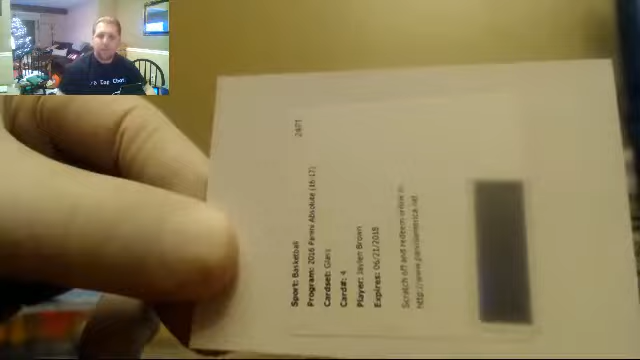 2671
Sport: Basketball
Program: 2016 Panini Absolute (16-17)
Cardset: Glass
Card#: 4
Player: Jaylen Brown
Expires: 06/21/2018
Scratch off and redeem online at
http://www.paniniamerica.net